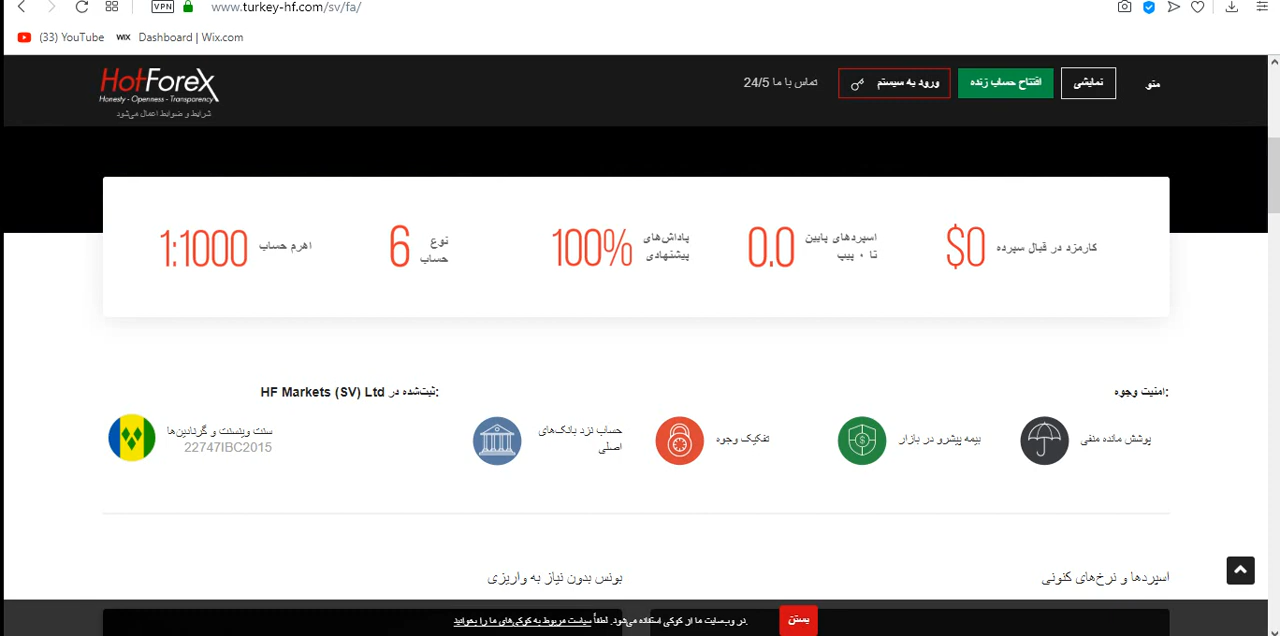 www.turkey-hf.com/sv/fa/
VPN
(33) YouTube
WIX
Dashboard | Wix.com
HotForex
Honesty - Openness - Transparency
شرایط و ضوابط اعمال می‌شود
منو
نمایشی
افتتاح حساب زنده
ورود به سیستم
تماس با ما 24/5
کارمزد در قبال سپرده
$0
اسپردهای پایین
تا ۰ پیپ
0.0
پاداش‌های
پیشنهادی
100%
نوع
حساب
6
اهرم حساب
1:1000
امنیت وجوه:
ثبت‌شده در HF Markets (SV) Ltd:
پوشش مانده منفی
بیمه پیشرو در بازار
تفکیک وجوه
حساب نزد بانک‌های
اصلی
سنت وینسنت و گرنادین‌ها
22747IBC2015
اسپردها و نرخ‌های کنونی
بونس بدون نیاز به واریزی
بستن
در وب‌سایت ما از کوکی استفاده می‌شود. لطفاً سیاست مربوط به کوکی‌های ما را بخوانید.